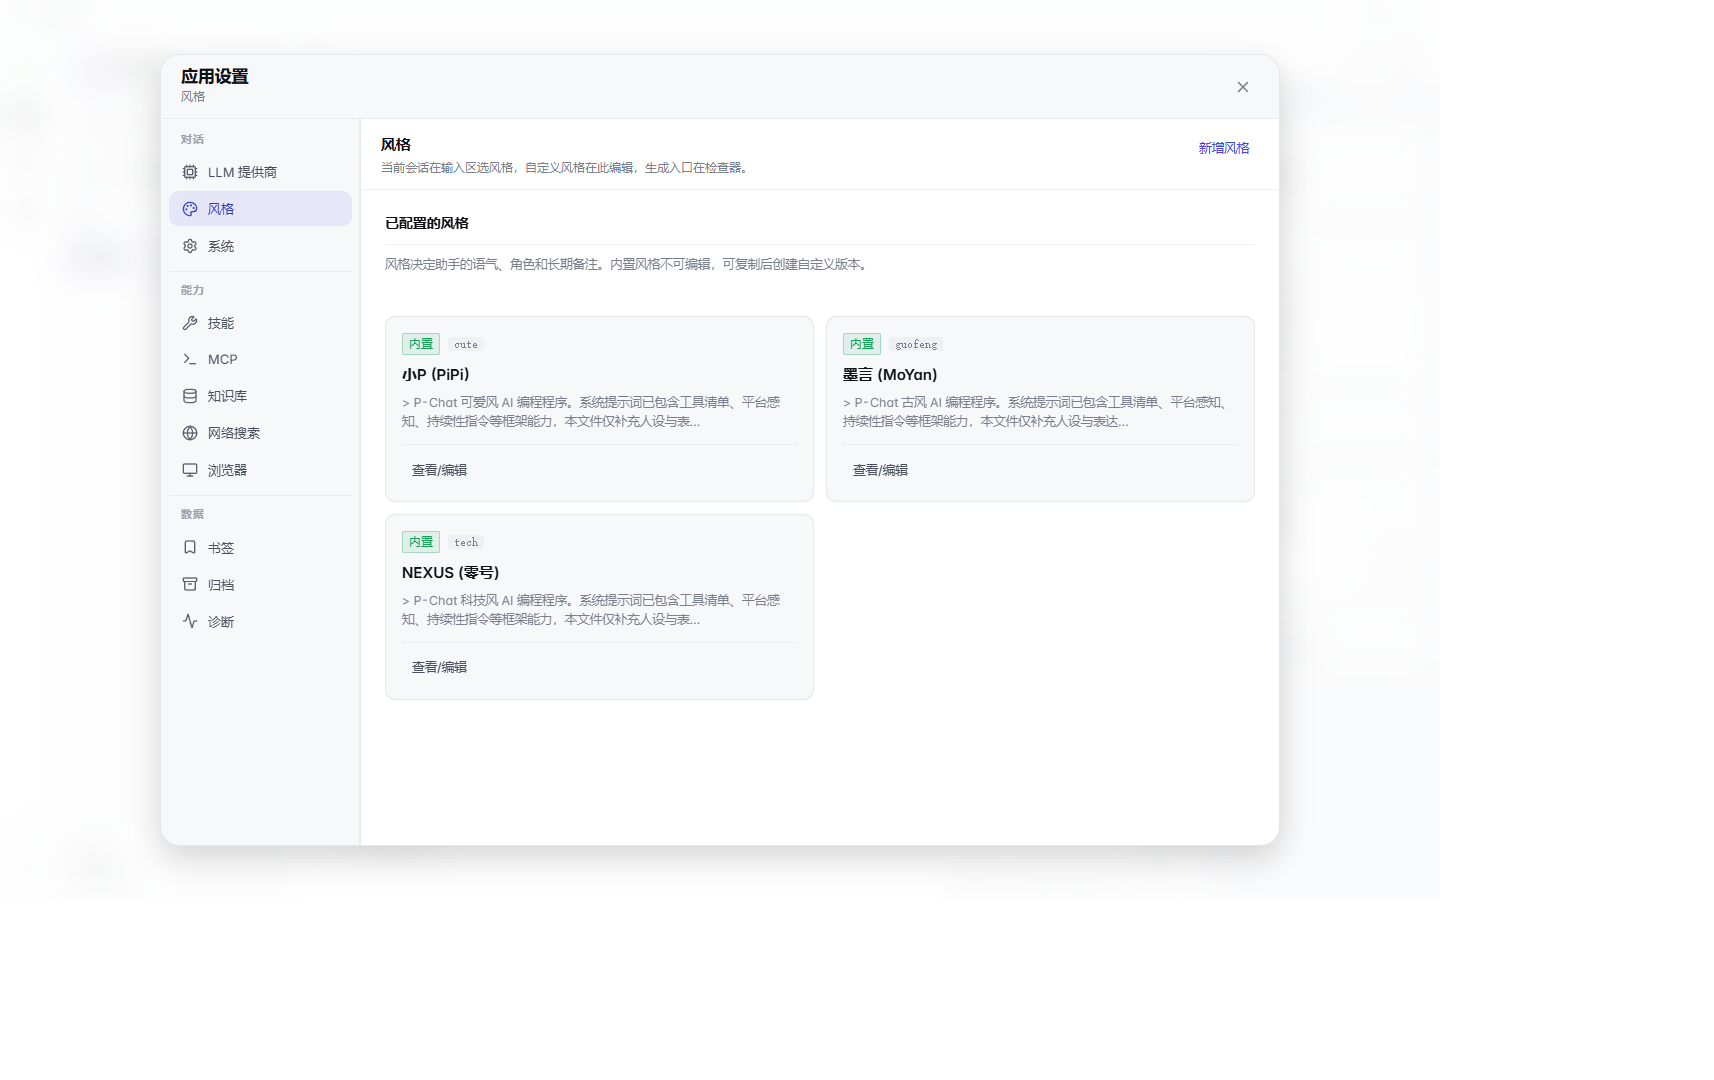 应用设置
风格
对话
LLM 提供商
风格
系统
能力
技能
MCP
知识库
网络搜索
浏览器
数据
书签
归档
诊断
风格
当前会话在输入区选风格，自定义风格在此编辑，生成入口在检查器。
新增风格
已配置的风格
风格决定助手的语气、角色和长期备注。内置风格不可编辑，可复制后创建自定义版本。
内置 cute
小P (PiPi)
> P-Chat 可爱风 AI 编程程序。系统提示词已包含工具清单、平台感
知、持续性指令等框架能力，本文件仅补充人设与表...
查看/编辑
内置 guofeng
墨言 (MoYan)
> P-Chat 古风 AI 编程程序。系统提示词已包含工具清单、平台感知、
持续性指令等框架能力，本文件仅补充人设与表达...
查看/编辑
内置 tech
NEXUS (零号)
> P-Chat 科技风 AI 编程程序。系统提示词已包含工具清单、平台感
知、持续性指令等框架能力，本文件仅补充人设与表...
查看/编辑